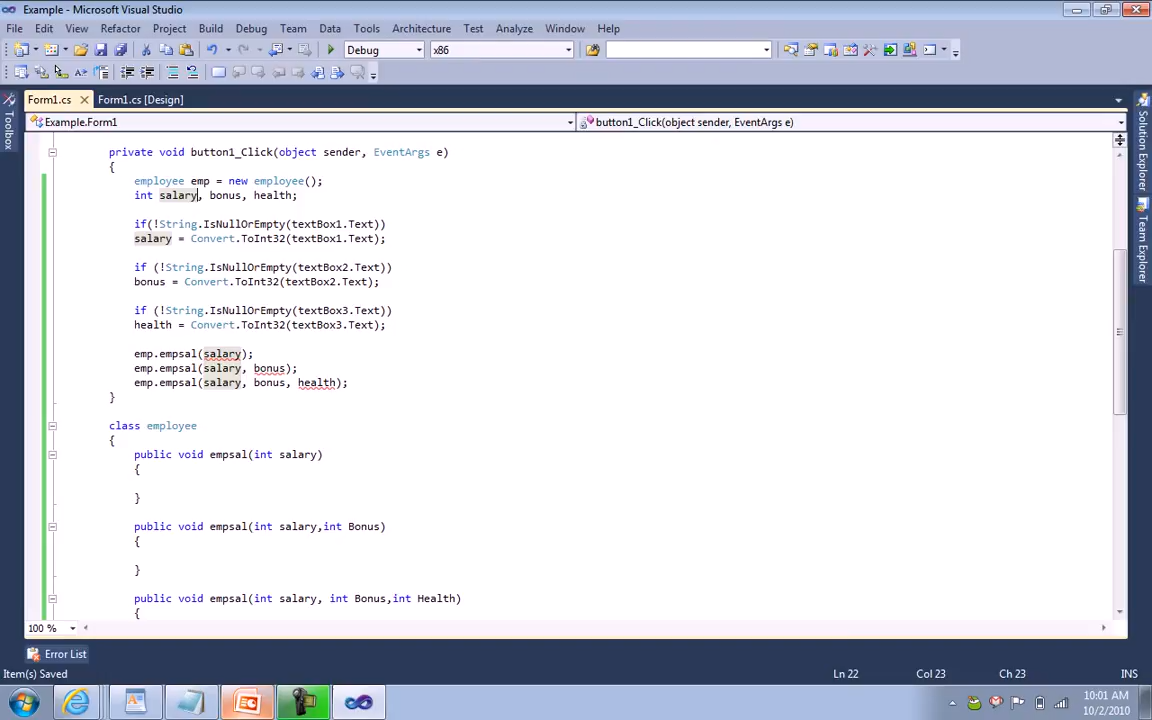 Example - Microsoft Visual Studio
File Edit View Refactor Project Build Debug Team Data Tools Architecture Test Analyze Window Help
Debug x86
Form1.cs Form1.cs [Design]
Example.Form1 button1_Click(object sender, EventArgs e)
Toolbox
Solution Explorer
Team Explorer
private void button1_Click(object sender, EventArgs e)
{
employee emp = new employee();
int salary, bonus, health;
if(!String.IsNullOrEmpty(textBox1.Text))
salary = Convert.ToInt32(textBox1.Text);
if (!String.IsNullOrEmpty(textBox2.Text))
bonus = Convert.ToInt32(textBox2.Text);
if (!String.IsNullOrEmpty(textBox3.Text))
health = Convert.ToInt32(textBox3.Text);
emp.empsal(salary);
emp.empsal(salary, bonus);
emp.empsal(salary, bonus, health);
}
class employee
{
public void empsal(int salary)
{
}
public void empsal(int salary,int Bonus)
{
}
public void empsal(int salary, int Bonus,int Health)
{
100 %
Error List
Item(s) Saved Ln 22 Col 23 Ch 23 INS
10:01 AM
10/2/2010